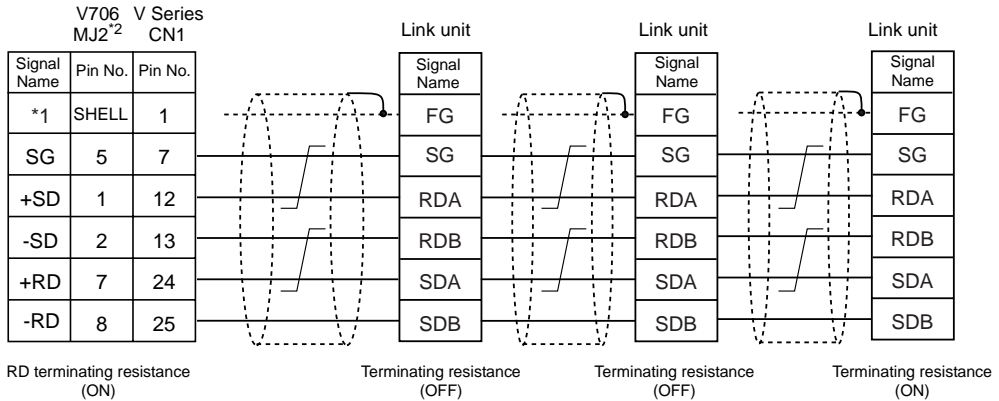 V706 V Series
MJ2*2 CN1 Link unit Link unit Link unit
Signal Name Pin No. Pin No. Signal Name Signal Name Signal Name
*1 SHELL 1 FG FG FG
SG 5 7 SG SG SG
+SD 1 12 RDA RDA RDA
-SD 2 13 RDB RDB RDB
+RD 7 24 SDA SDA SDA
-RD 8 25 SDB SDB SDB
RD terminating resistance Terminating resistance Terminating resistance Terminating resistance
(ON) (OFF) (OFF) (ON)